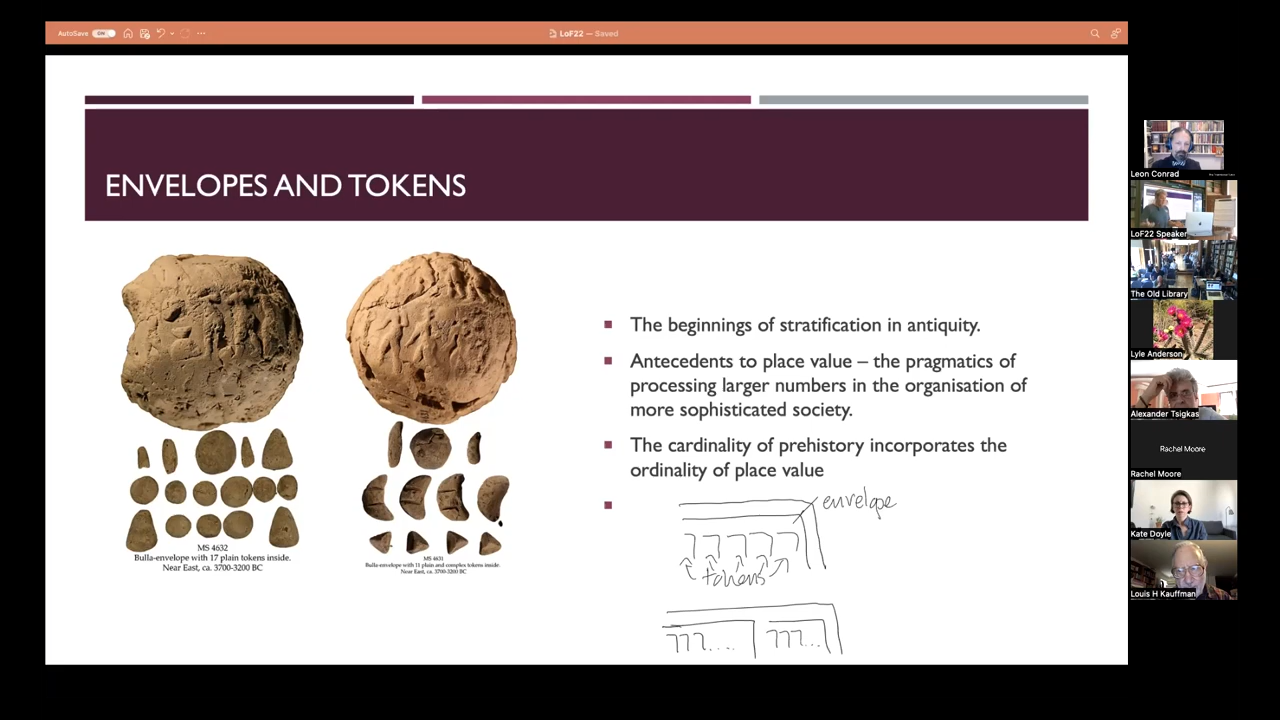 AutoSave ON
LoF22 — Saved
ENVELOPES AND TOKENS
The beginnings of stratification in antiquity.
Antecedents to place value – the pragmatics of
processing larger numbers in the organisation of
more sophisticated society.
The cardinality of prehistory incorporates the
ordinality of place value
envelope
tokens
MS 4632
Bulla-envelope with 17 plain tokens inside.
Near East, ca. 3700-3200 BC
MS 4631
Bulla-envelope with 11 plain and complex tokens inside.
Near East, ca. 3700-3200 BC
Leon Conrad
LoF22 Speaker
The Old Library
Lyle Anderson
Alexander Tsigkas
Rachel Moore
Rachel Moore
Kate Doyle
Louis H Kauffman